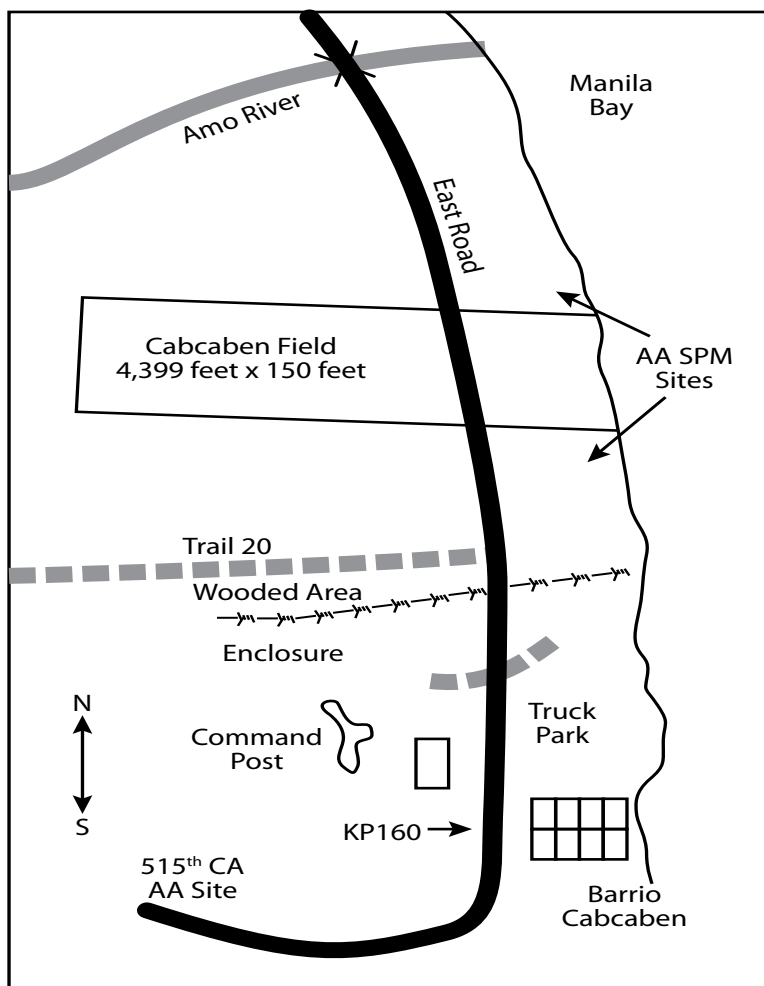 Manila
Bay
Amo River
East Road
Cabcaben Field
4,399 feet x 150 feet
AA SPM
Sites
Trail 20
Wooded Area
Enclosure
N
S
Command
Post
Truck
Park
KP160
515th CA
AA Site
Barrio
Cabcaben